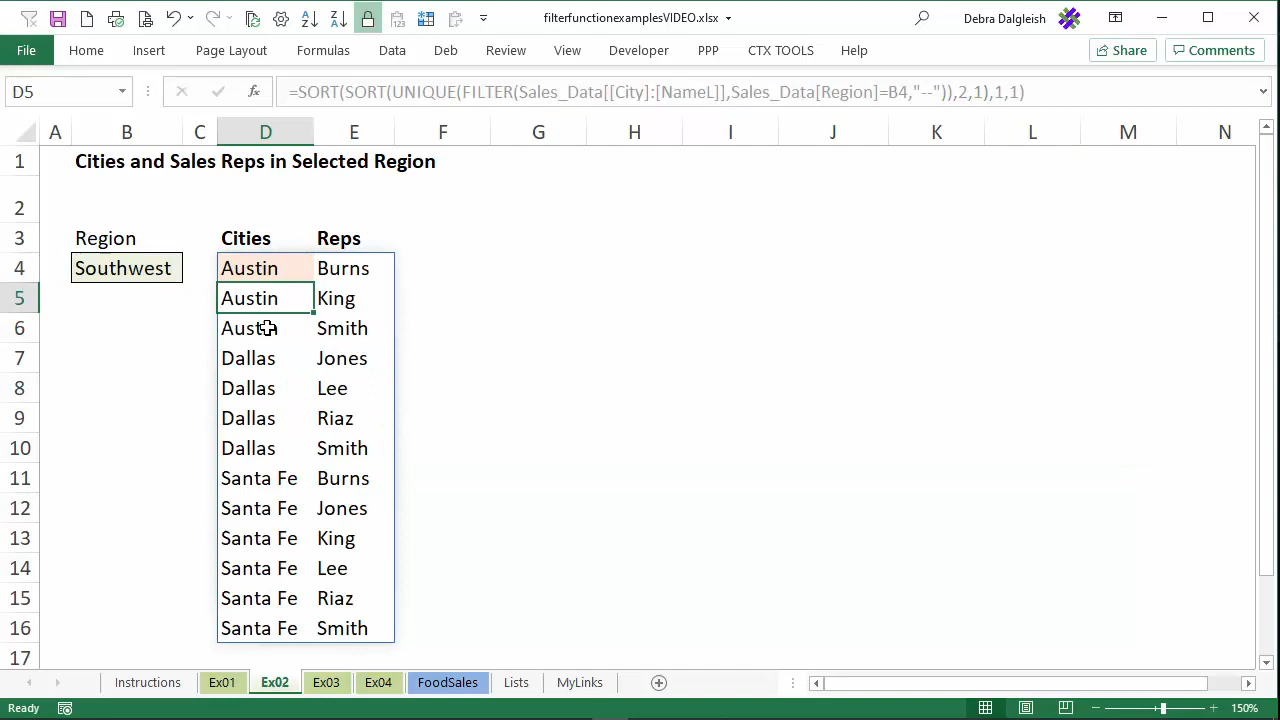 filterfunctionexamplesVIDEO.xlsx
Debra Dalgleish
File Home Insert Page Layout Formulas Data Deb Review View Developer Power PPP CTX TOOLS Help Share Comments
D5 fx =SORT(SORT(UNIQUE(FILTER(Sales_Data[[City]:[NameL]],Sales_Data[Region]=B4,"--")),2,1),1,1)
A B C D E F G H I J K L M N
1 Cities and Sales Reps in Selected Region
2
3 Region Cities Reps
4 Southwest Austin Burns
5 Austin King
6 Austin Smith
7 Dallas Jones
8 Dallas Lee
9 Dallas Riaz
10 Dallas Smith
11 Santa Fe Burns
12 Santa Fe Jones
13 Santa Fe King
14 Santa Fe Lee
15 Santa Fe Riaz
16 Santa Fe Smith
17
Instructions Ex01 Ex02 Ex03 Ex04 FoodSales Lists MyLinks
Ready 150%